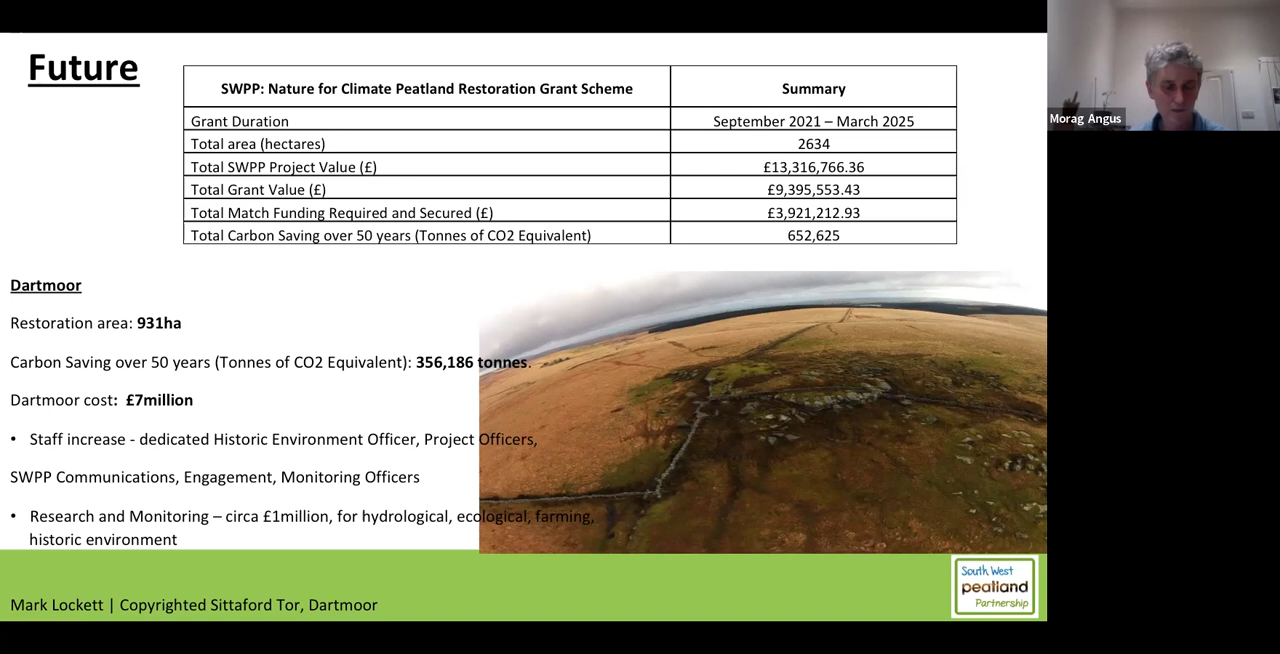 Future
SWPP: Nature for Climate Peatland Restoration Grant Scheme Summary
Grant Duration September 2021 – March 2025
Total area (hectares) 2634
Total SWPP Project Value (£) £13,316,766.36
Total Grant Value (£) £9,395,553.43
Total Match Funding Required and Secured (£) £3,921,212.93
Total Carbon Saving over 50 years (Tonnes of CO2 Equivalent) 652,625
Morag Angus
Dartmoor
Restoration area: 931ha
Carbon Saving over 50 years (Tonnes of CO2 Equivalent): 356,186 tonnes.
Dartmoor cost: £7million
• Staff increase - dedicated Historic Environment Officer, Project Officers,
SWPP Communications, Engagement, Monitoring Officers
• Research and Monitoring – circa £1million, for hydrological, ecological, farming,
historic environment
Mark Lockett | Copyrighted Sittaford Tor, Dartmoor
South West
peatland
Partnership